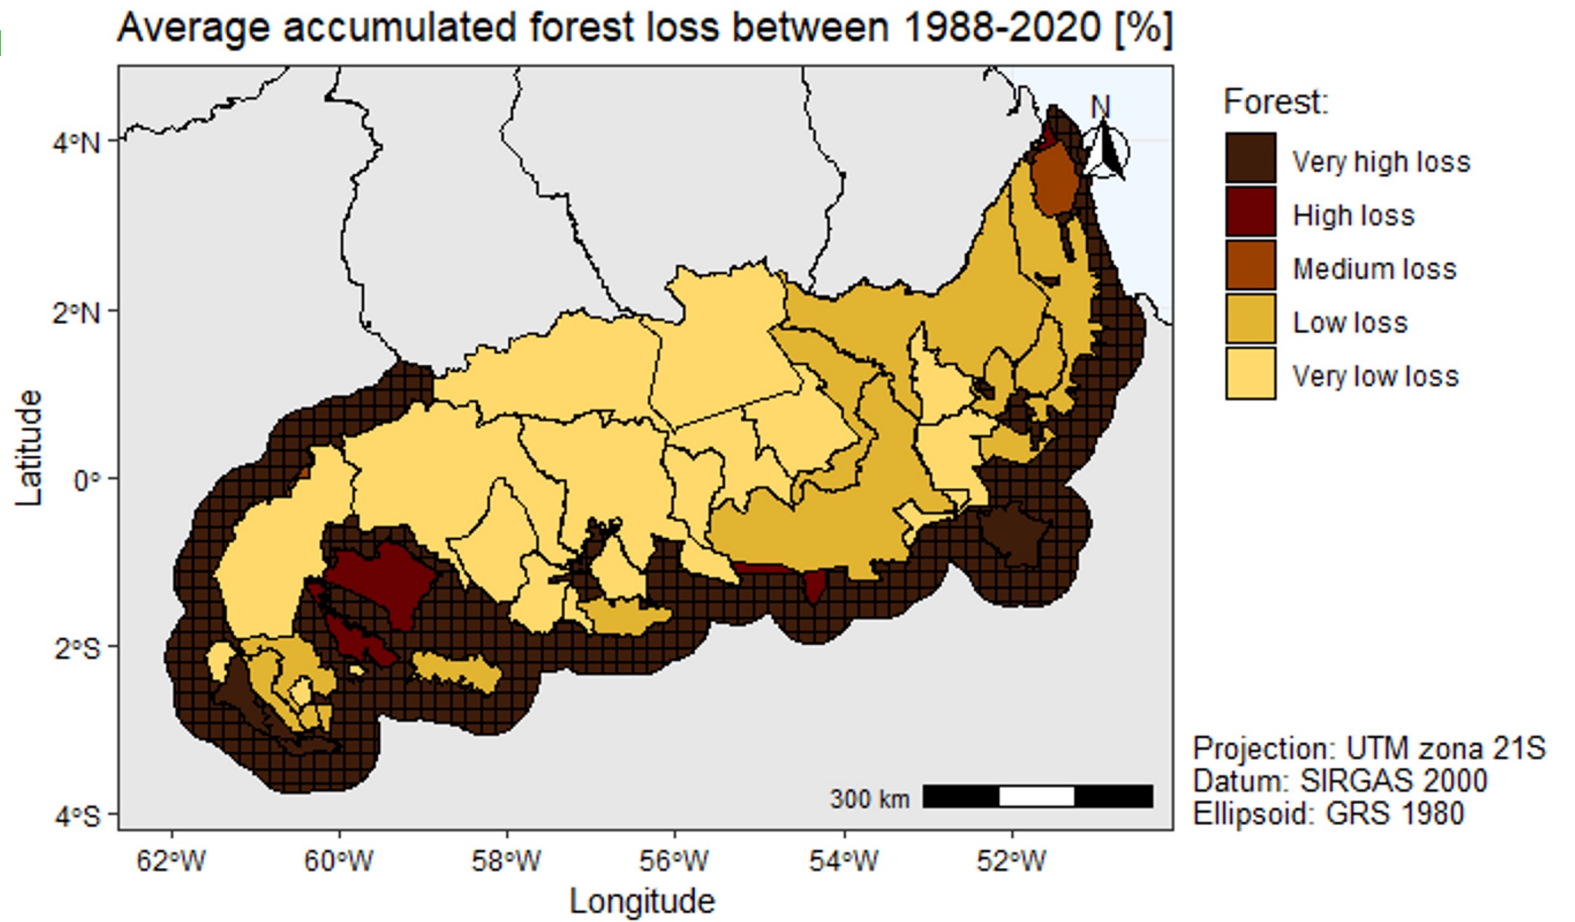 Average accumulated forest loss between 1988-2020 [%]
N
4°N
2°N
0°
2°S
4°S
Latitude
300 km
62°W 60°W 58°W 56°W 54°W 52°W
Longitude
Forest:
Very high loss
High loss
Medium loss
Low loss
Very low loss
Projection: UTM zona 21S
Datum: SIRGAS 2000
Ellipsoid: GRS 1980